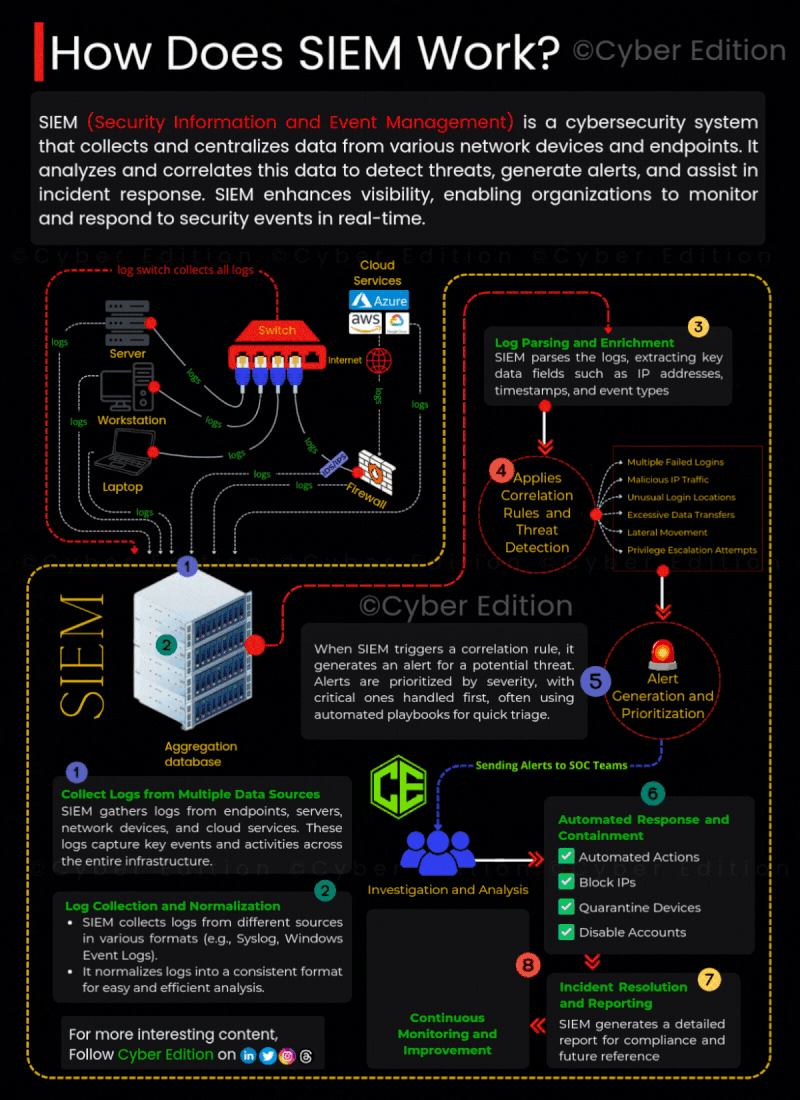 How Does SIEM Work?
©Cyber Edition
SIEM (Security Information and Event Management) is a cybersecurity system
that collects and centralizes data from various network devices and endpoints. It
analyzes and correlates this data to detect threats, generate alerts, and assist in
incident response. SIEM enhances visibility, enabling organizations to monitor
and respond to security events in real-time.
©Cyber Edition ©Cyber Edition ©Cyber Edition
log switch collects all logs
Cloud
Services
Azure
aws
Switch
Internet
Server
logs
logs
Workstation
logs
logs
Laptop
logs
logs
logs
logs
logs
logs
logs
IDS/IPS
Firewall
3
Log Parsing and Enrichment
SIEM parses the logs, extracting key
data fields such as IP addresses,
timestamps, and event types
4
Applies
Correlation
Rules and
Threat
Detection
Multiple Failed Logins
Malicious IP Traffic
Unusual Login Locations
Excessive Data Transfers
Lateral Movement
Privilege Escalation Attempts
SIEM
1
2
Aggregation
database
©Cyber Edition
When SIEM triggers a correlation rule, it
generates an alert for a potential threat.
Alerts are prioritized by severity, with
critical ones handled first, often using
automated playbooks for quick triage.
5
Alert
Generation and
Prioritization
Sending Alerts to SOC Teams
CE
Investigation and Analysis
1
Collect Logs from Multiple Data Sources
SIEM gathers logs from endpoints, servers,
network devices, and cloud services. These
logs capture key events and activities across
the entire infrastructure.
2
Log Collection and Normalization
• SIEM collects logs from different sources
in various formats (e.g., Syslog, Windows
Event Logs).
• It normalizes logs into a consistent format
for easy and efficient analysis.
6
Automated Response and
Containment
Automated Actions
Block IPs
Quarantine Devices
Disable Accounts
7
Incident Resolution
and Reporting
SIEM generates a detailed
report for compliance and
future reference
8
Continuous
Monitoring and
Improvement
For more interesting content,
Follow Cyber Edition on